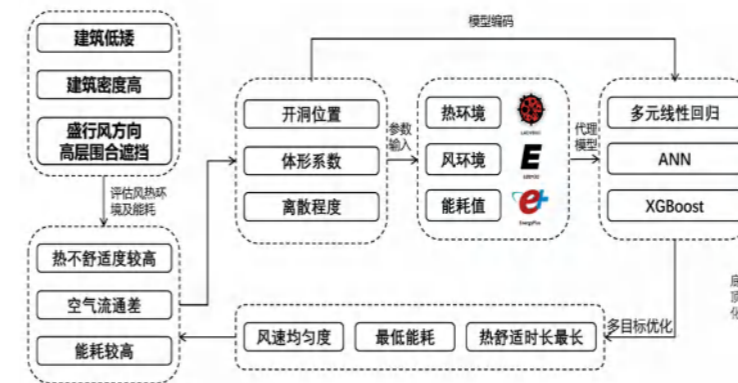 模型编码
建筑低矮
建筑密度高
盛行风方向
高层围合遮挡
评估风热环
境及能耗
热不舒适度较高
空气流通差
能耗较高
开洞位置
体形系数
离散程度
参数
输入
热环境
风环境
能耗值
EnergyPlus
代理
模型
多元线性回归
ANN
XGBoost
多目标优化
风速均匀度
最低能耗
热舒适时长最长
底
顶
化